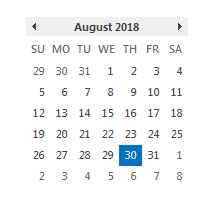 August 2018
SU MO TU WE TH FR SA
29 30 31 1 2 3 4
5 6 7 8 9 10 11
12 13 14 15 16 17 18
19 20 21 22 23 24 25
26 27 28 29 30 31 1
2 3 4 5 6 7 8